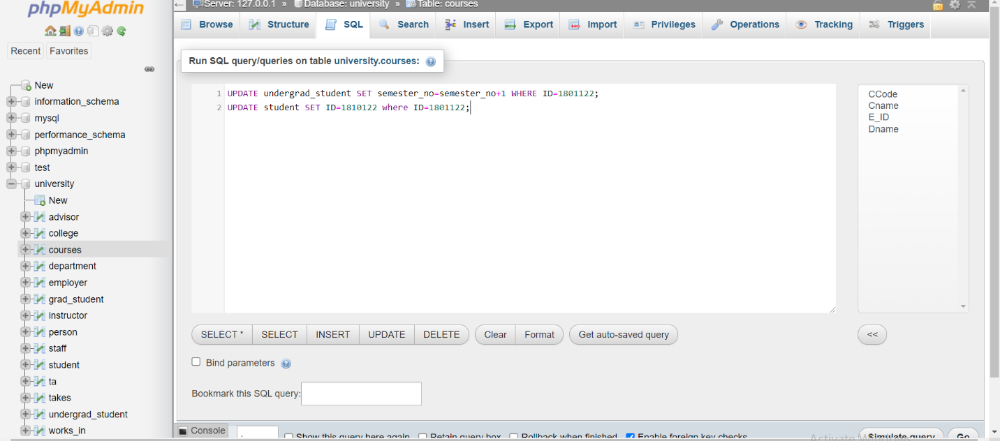 phpMyAdmin
Server: 127.0.0.1 » Database: university » Table: courses
Browse Structure SQL Search Insert Export Import Privileges Operations Tracking Triggers
Recent Favorites
New
information_schema
mysql
performance_schema
phpmyadmin
test
university
New
advisor
college
courses
department
employer
grad_student
instructor
person
staff
student
ta
takes
undergrad_student
works_in
Run SQL query/queries on table university.courses:
1 UPDATE undergrad_student SET semester_no=semester_no+1 WHERE ID=1801122;
2 UPDATE student SET ID=1810122 where ID=1801122;
CCode
Cname
E_ID
Dname
SELECT * SELECT INSERT UPDATE DELETE Clear Format Get auto-saved query <<
Bind parameters
Bookmark this SQL query:
Console
Show this query here again Retain query box Rollback when finished Enable foreign key checks Simulate query Go